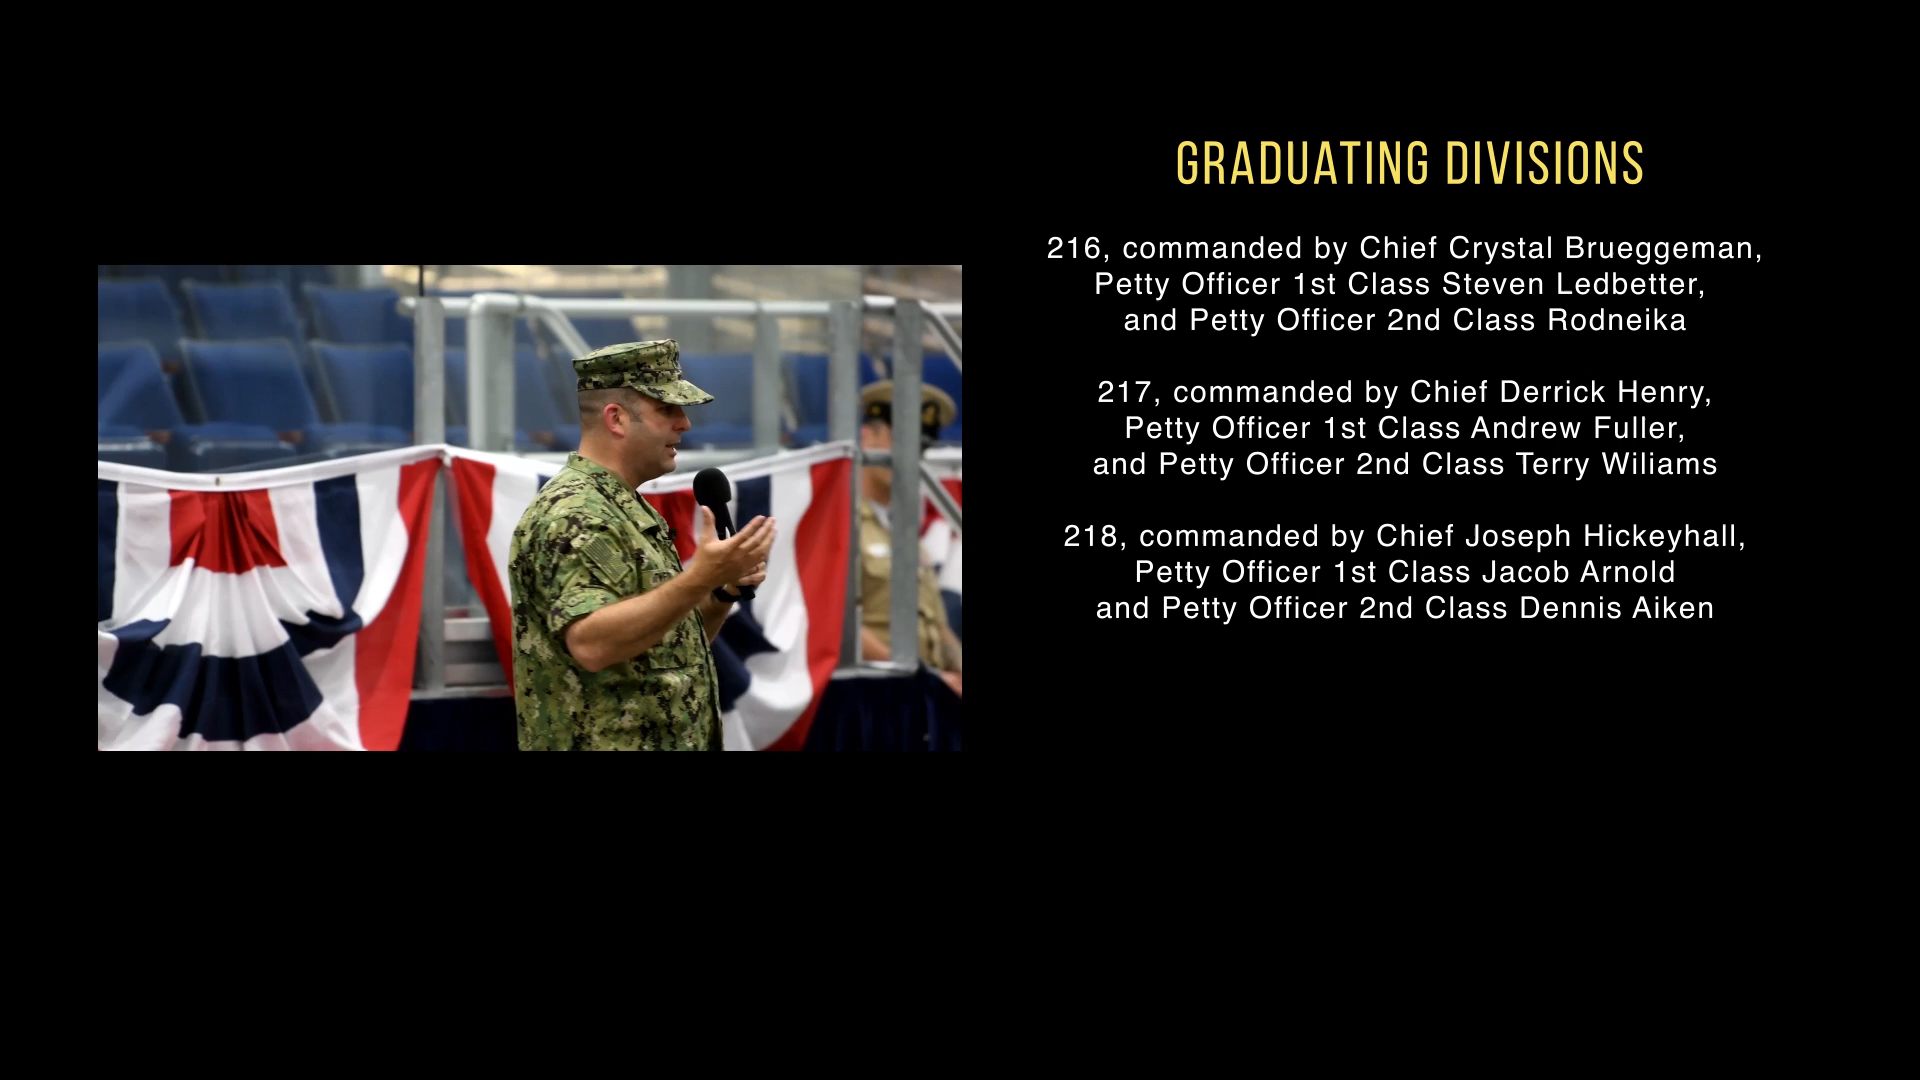 GRADUATING DIVISIONS
216, commanded by Chief Crystal Brueggeman,
Petty Officer 1st Class Steven Ledbetter,
and Petty Officer 2nd Class Rodneika
217, commanded by Chief Derrick Henry,
Petty Officer 1st Class Andrew Fuller,
and Petty Officer 2nd Class Terry Wiliams
218, commanded by Chief Joseph Hickeyhall,
Petty Officer 1st Class Jacob Arnold
and Petty Officer 2nd Class Dennis Aiken